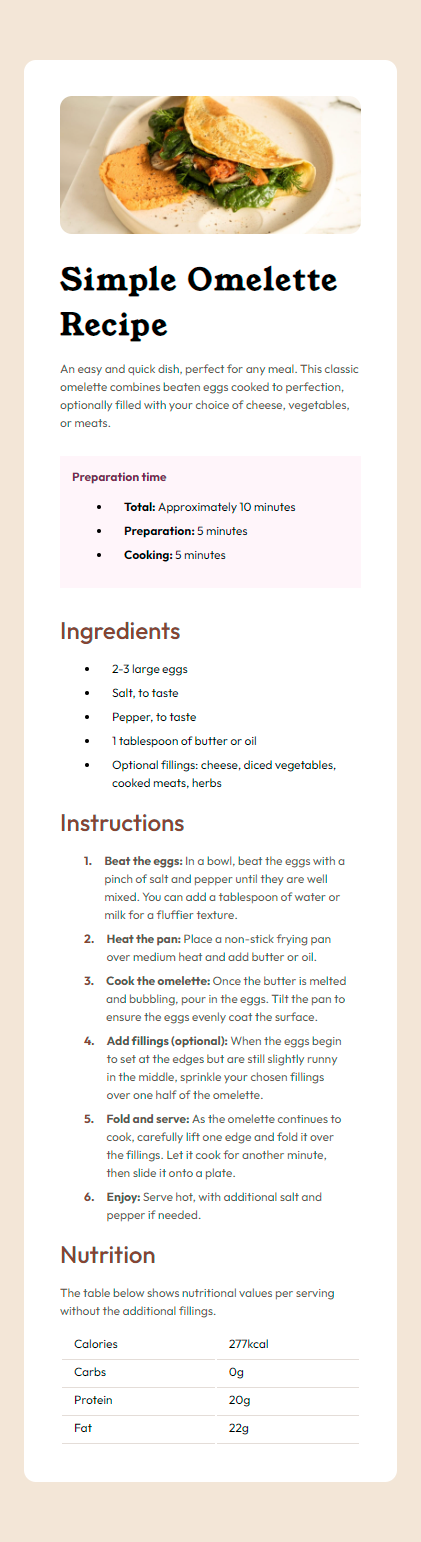 Simple Omelette
Recipe
An easy and quick dish, perfect for any meal. This classic
omelette combines beaten eggs cooked to perfection,
optionally filled with your choice of cheese, vegetables,
or meats.
Preparation time
• Total: Approximately 10 minutes
• Preparation: 5 minutes
• Cooking: 5 minutes
Ingredients
• 2-3 large eggs
• Salt, to taste
• Pepper, to taste
• 1 tablespoon of butter or oil
• Optional fillings: cheese, diced vegetables,
cooked meats, herbs
Instructions
1. Beat the eggs: In a bowl, beat the eggs with a
pinch of salt and pepper until they are well
mixed. You can add a tablespoon of water or
milk for a fluffier texture.
2. Heat the pan: Place a non-stick frying pan
over medium heat and add butter or oil.
3. Cook the omelette: Once the butter is melted
and bubbling, pour in the eggs. Tilt the pan to
ensure the eggs evenly coat the surface.
4. Add fillings (optional): When the eggs begin
to set at the edges but are still slightly runny
in the middle, sprinkle your chosen fillings
over one half of the omelette.
5. Fold and serve: As the omelette continues to
cook, carefully lift one edge and fold it over
the fillings. Let it cook for another minute,
then slide it onto a plate.
6. Enjoy: Serve hot, with additional salt and
pepper if needed.
Nutrition
The table below shows nutritional values per serving
without the additional fillings.
Calories 277kcal
Carbs 0g
Protein 20g
Fat 22g